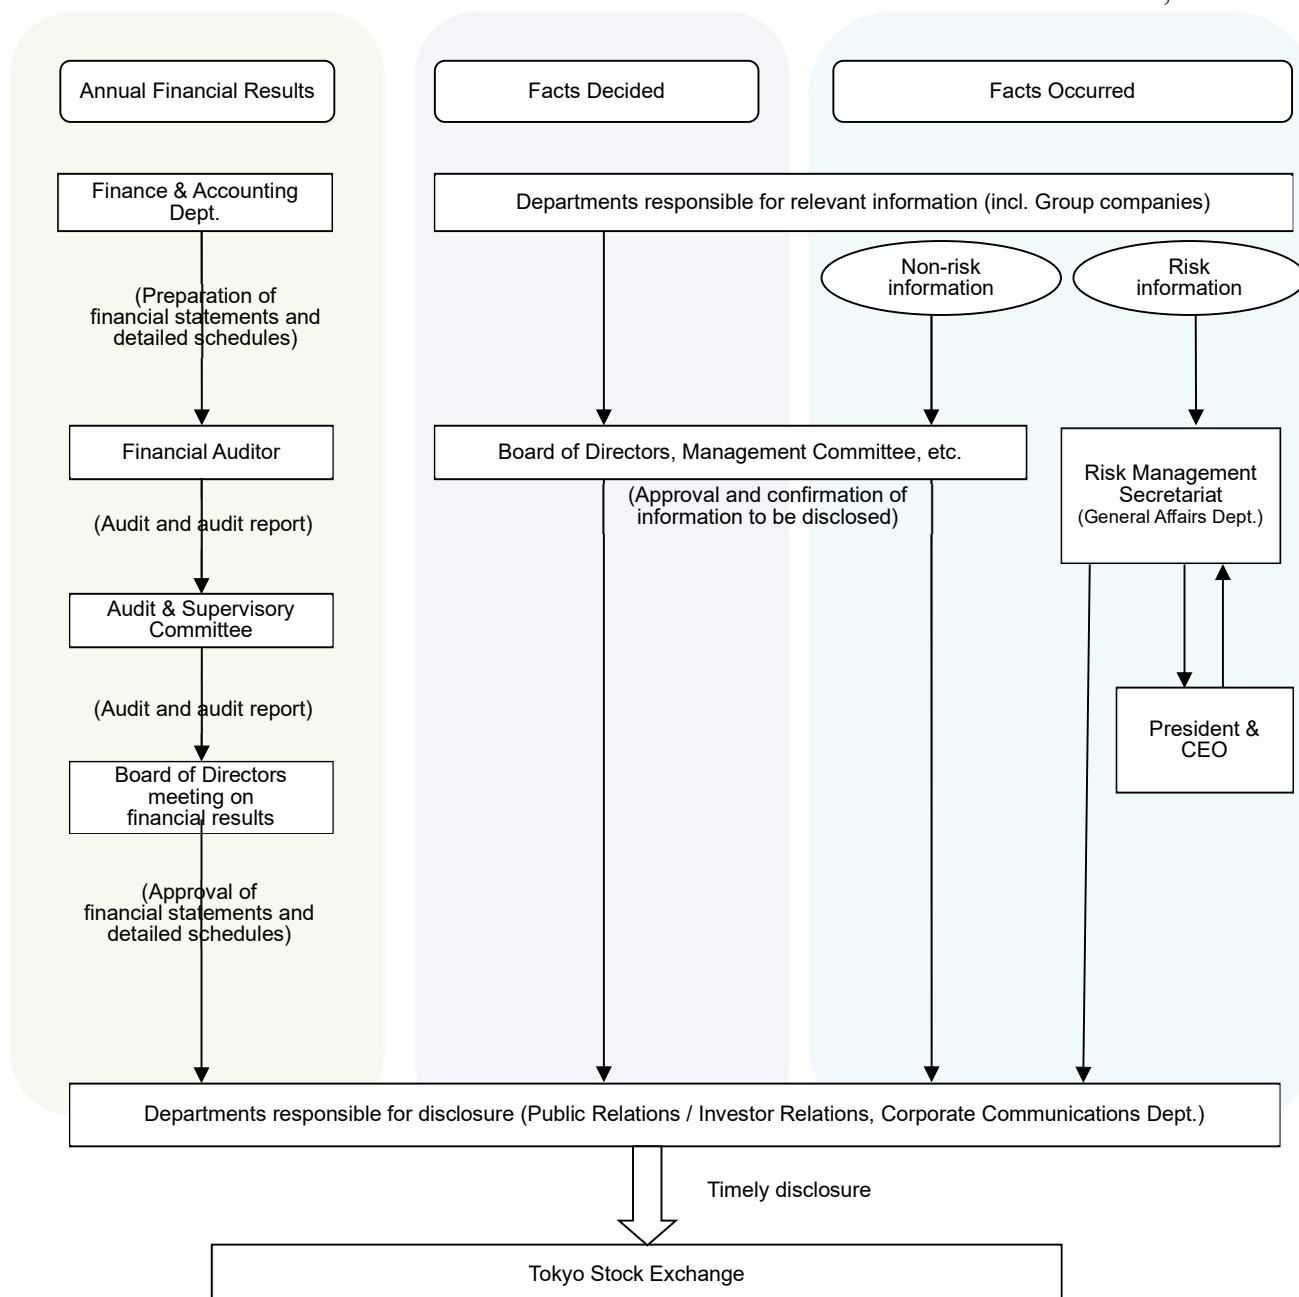 Annual Financial Results
Facts Decided
Facts Occurred
Finance & Accounting
Dept.
Departments responsible for relevant information (incl. Group companies)
Non-risk
information
Risk
information
(Preparation of
financial statements and
detailed schedules)
Financial Auditor
Board of Directors, Management Committee, etc.
Risk Management
Secretariat
(General Affairs Dept.)
(Approval and confirmation of
information to be disclosed)
(Audit and audit report)
Audit & Supervisory
Committee
(Audit and audit report)
President &
CEO
Board of Directors
meeting on
financial results
(Approval of
financial statements and
detailed schedules)
Departments responsible for disclosure (Public Relations / Investor Relations, Corporate Communications Dept.)
Timely disclosure
Tokyo Stock Exchange